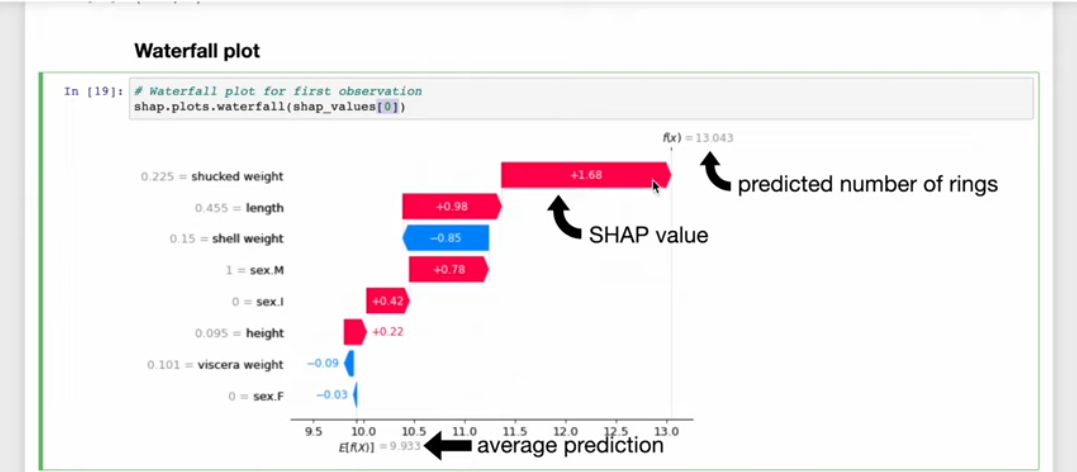 Waterfall plot
In [19]: # Waterfall plot for first observation
shap.plots.waterfall(shap_values[0])
f(x) = 13.043
predicted number of rings
0.225 = shucked weight +1.68
SHAP value
0.455 = length +0.98
0.15 = shell weight −0.85
1 = sex.M +0.78
0 = sex.I +0.42
0.095 = height +0.22
0.101 = viscera weight −0.09
0 = sex.F −0.03
9.5 10.0 10.5 11.0 11.5 12.0 12.5 13.0
E[f(X)] = 9.933 average prediction